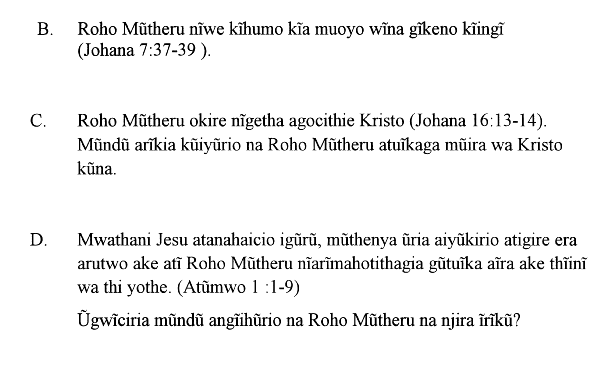 B. Roho Mũtheru nĩwe kĩhumo kĩa muoyo wĩna gĩkeno kĩingĩ
(Johana 7:37-39 ).
C. Roho Mũtheru okire nĩgetha agocithie Kristo (Johana 16:13-14).
Mũndũ arĩkia kũiyũrio na Roho Mũtheru atuĩkaga mũira wa Kristo
kũna.
D. Mwathani Jesu atanahaicio igũrũ, mũthenya ũria aiyũkirio atigire era
arutwo ake atĩ Roho Mũtheru nĩarĩmahotithagia gũtuĩka aĩra ake thĩinĩ
wa thi yothe. (Atũmwo 1 :1-9)
Ũgwĩciria mũndũ angĩihũrio na Roho Mũtheru na njira ĩrĩkũ?